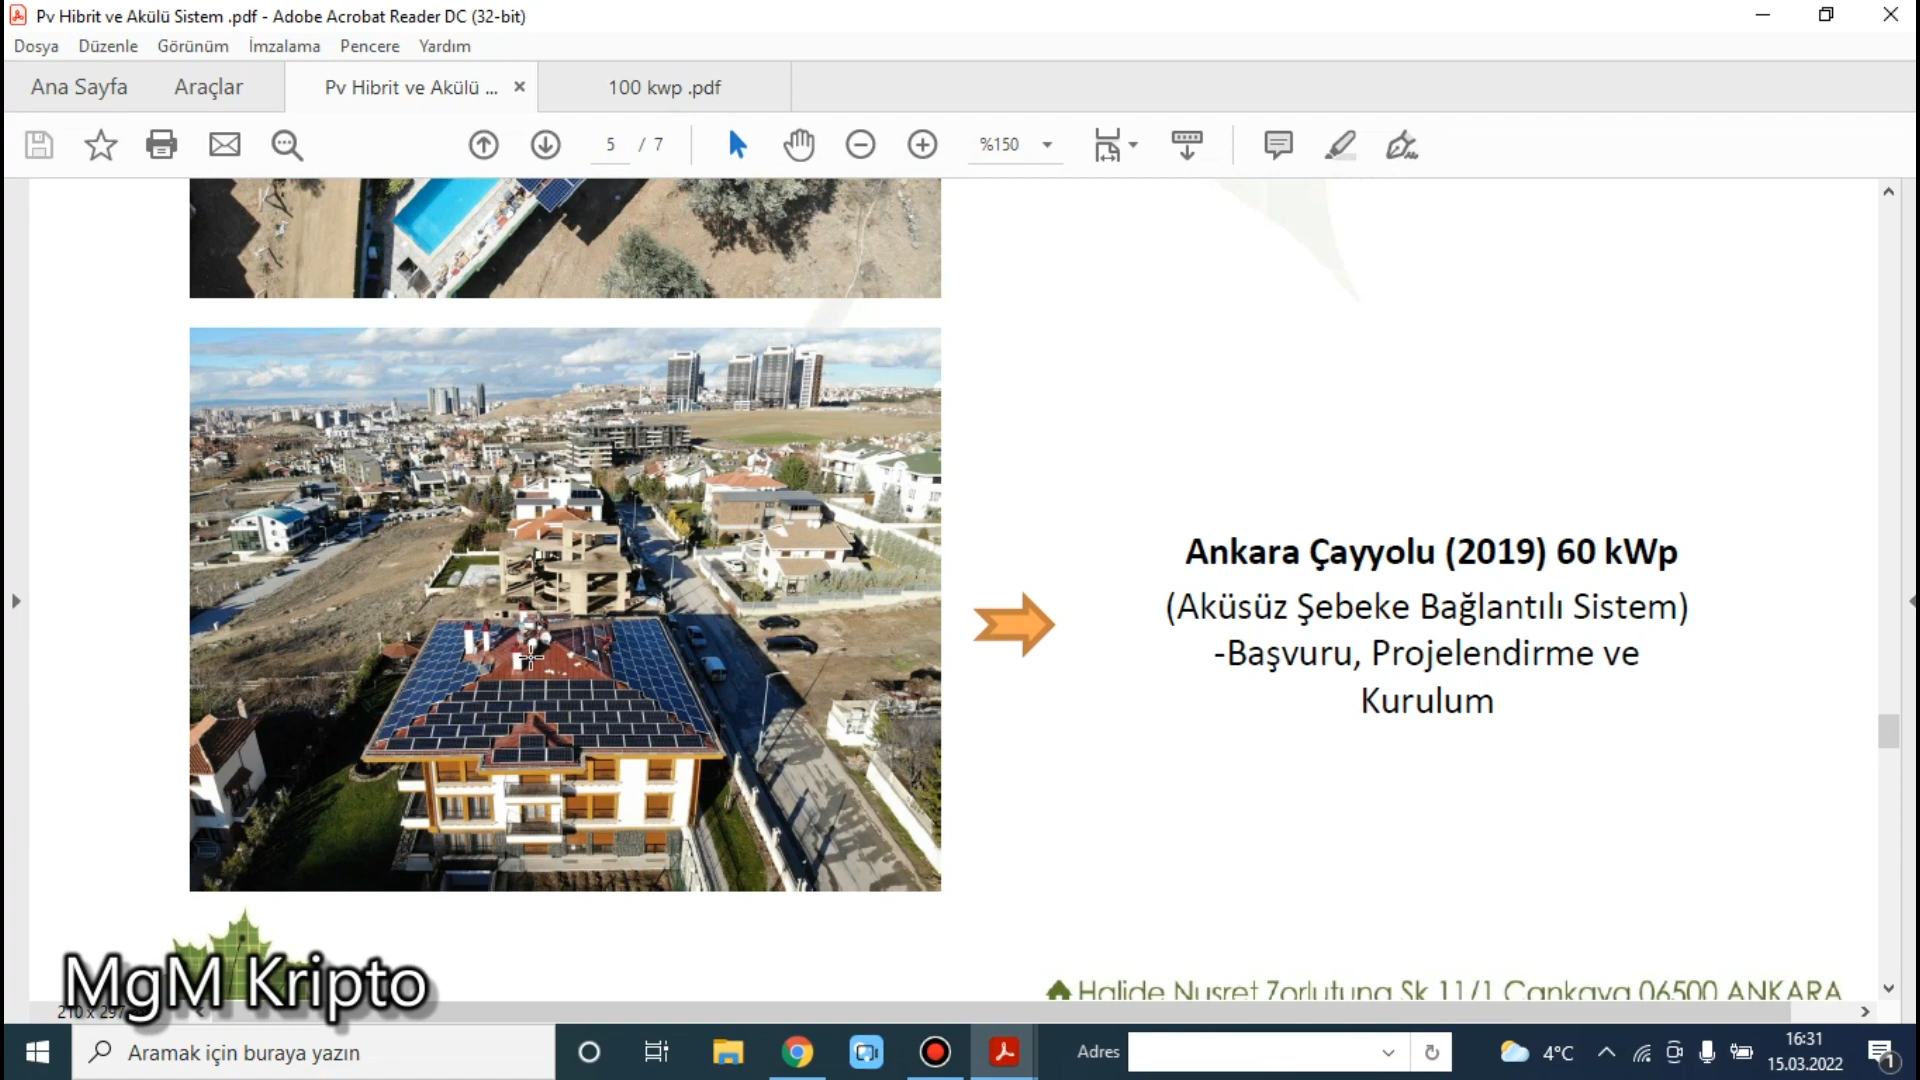 Pv Hibrit ve Akülü Sistem .pdf - Adobe Acrobat Reader DC (32-bit)
Dosya Düzenle Görünüm İmzalama Pencere Yardım
Ana Sayfa Araçlar Pv Hibrit ve Akülü ... 100 kwp .pdf
5 / 7 %150
Ankara Çayyolu (2019) 60 kWp
(Aküsüz Şebeke Bağlantılı Sistem)
-Başvuru, Projelendirme ve
Kurulum
MgM Kripto
Halide Nusret Zorlutuna Sk 11/1 Çankaya 06500 ANKARA
210 x 297
Aramak için buraya yazın
Adres
4°C
16:31
15.03.2022
1